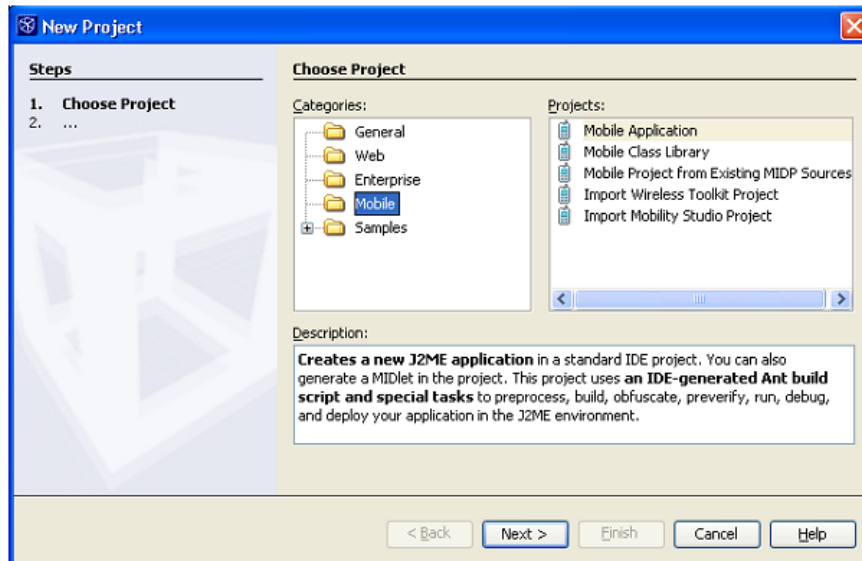 New Project
Steps
1. Choose Project
2. ...
Choose Project
Categories:
General
Web
Enterprise
Mobile
Samples
Projects:
Mobile Application
Mobile Class Library
Mobile Project from Existing MIDP Sources
Import Wireless Toolkit Project
Import Mobility Studio Project
Description:
Creates a new J2ME application in a standard IDE project. You can also
generate a MIDlet in the project. This project uses an IDE-generated Ant build
script and special tasks to preprocess, build, obfuscate, preverify, run, debug,
and deploy your application in the J2ME environment.
< Back
Next >
Finish
Cancel
Help